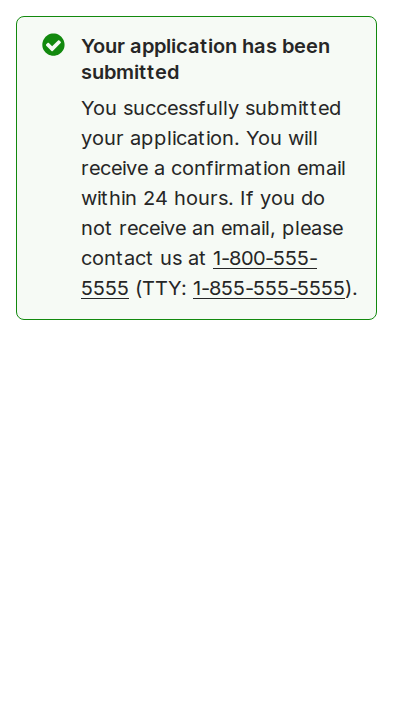 Your application has been
submitted
You successfully submitted
your application. You will
receive a confirmation email
within 24 hours. If you do
not receive an email, please
contact us at 1-800-555-
5555 (TTY: 1-855-555-5555).